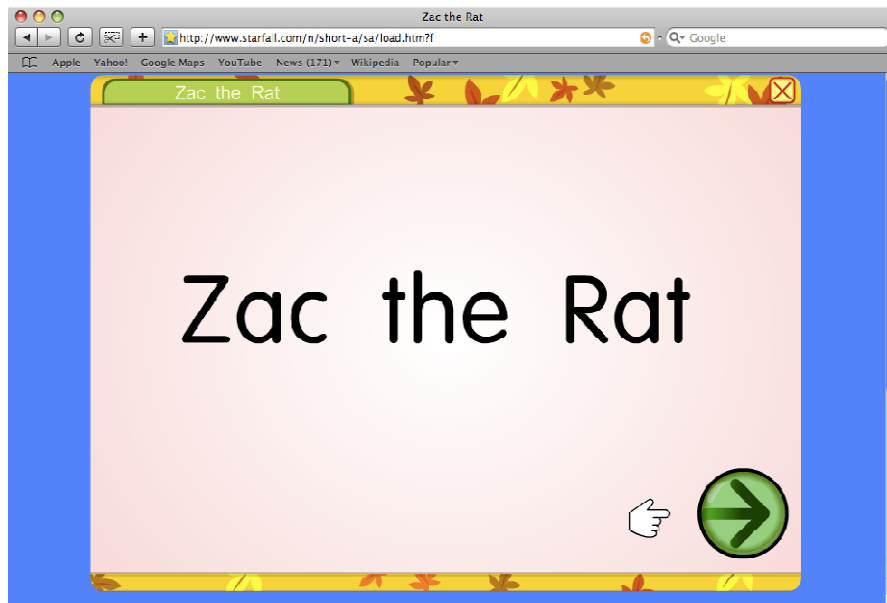 Zac the Rat
http://www.starfall.com/n/short-a/sa/load.htm?f
Google
Apple Yahoo! Google Maps YouTube News (171) Wikipedia Popular
Zac the Rat
Zac the Rat